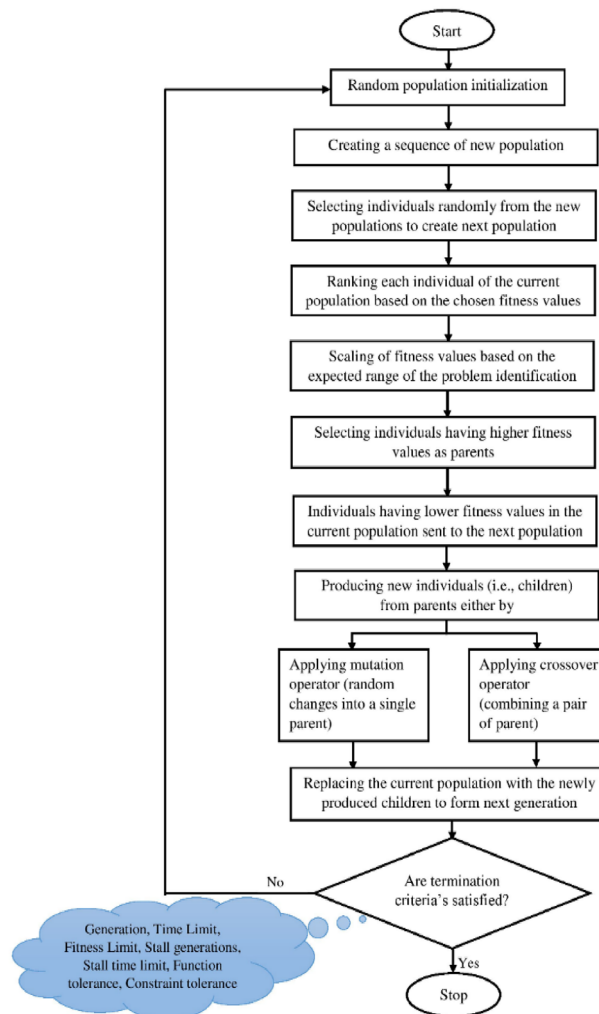 Start
Random population initialization
Creating a sequence of new population
Selecting individuals randomly from the new
populations to create next population
Ranking each individual of the current
population based on the chosen fitness values
Scaling of fitness values based on the
expected range of the problem identification
Selecting individuals having higher fitness
values as parents
Individuals having lower fitness values in the
current population sent to the next population
Producing new individuals (i.e., children)
from parents either by
Applying mutation
operator (random
changes into a single
parent)
Applying crossover
operator
(combining a pair
of parent)
Replacing the current population with the newly
produced children to form next generation
Are termination
criteria's satisfied?
No
Generation, Time Limit,
Fitness Limit, Stall generations,
Stall time limit, Function
tolerance, Constraint tolerance
Yes
Stop